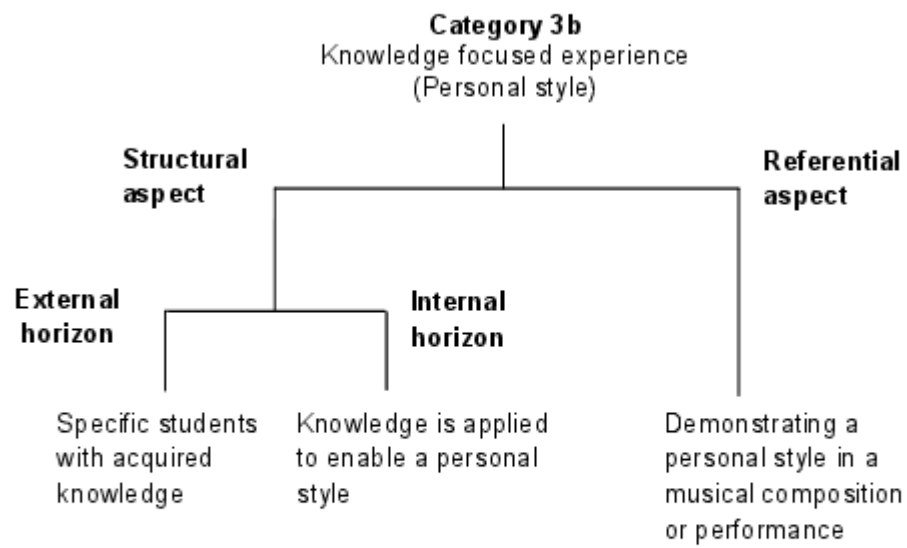 Category 3b
Knowledge focused experience
(Personal style)
Structural
aspect
Referential
aspect
External
horizon
Internal
horizon
Specific students
with acquired
knowledge
Knowledge is applied
to enable a personal
style
Demonstrating a
personal style in a
musical composition
or performance